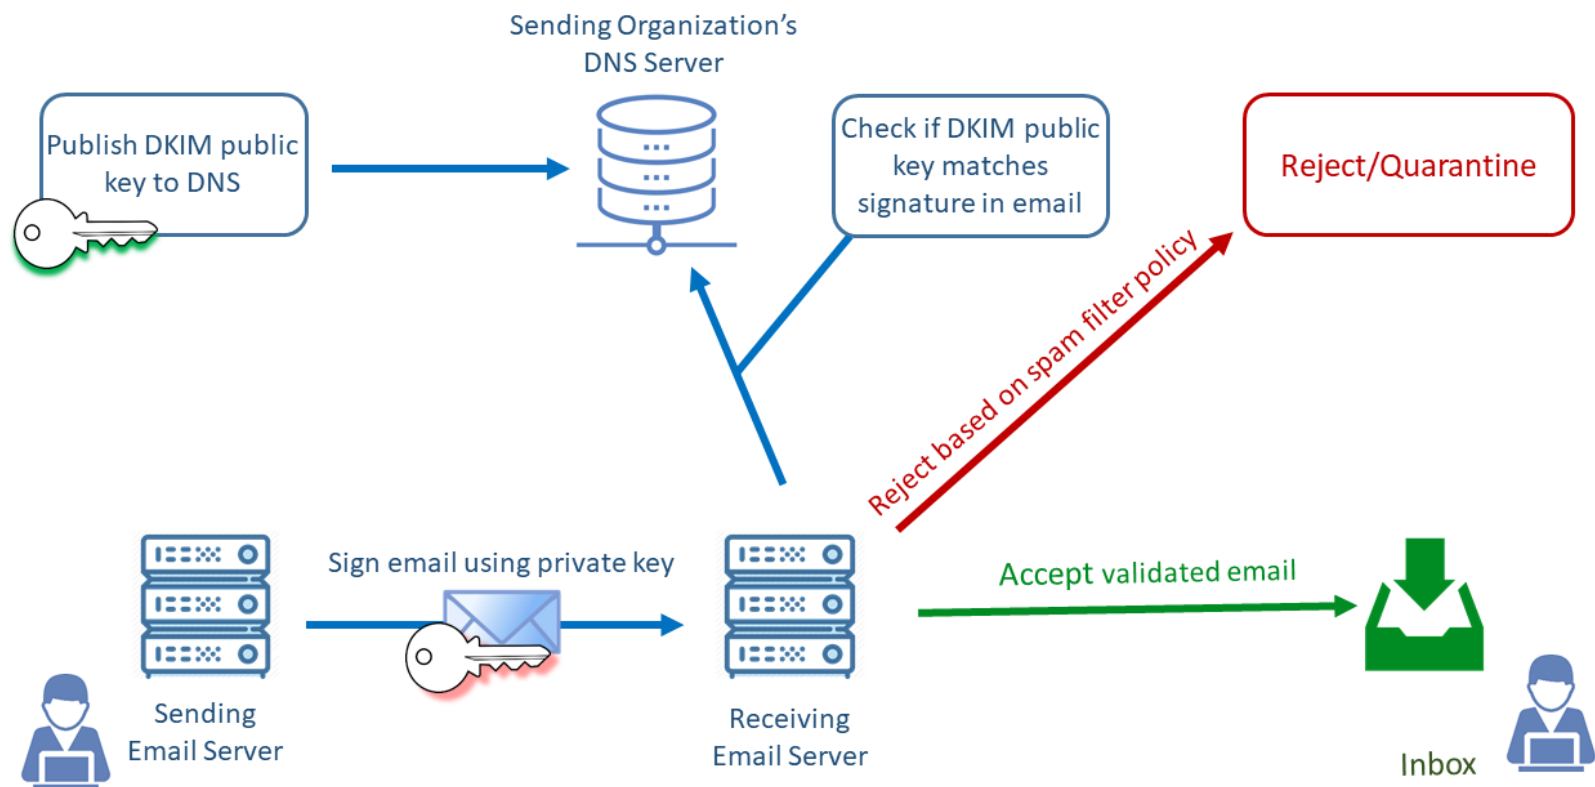 Sending Organization's
DNS Server
Publish DKIM public
key to DNS
Check if DKIM public
key matches
signature in email
Reject/Quarantine
Reject based on spam filter policy
Sign email using private key
Accept validated email
Sending
Email Server
Receiving
Email Server
Inbox